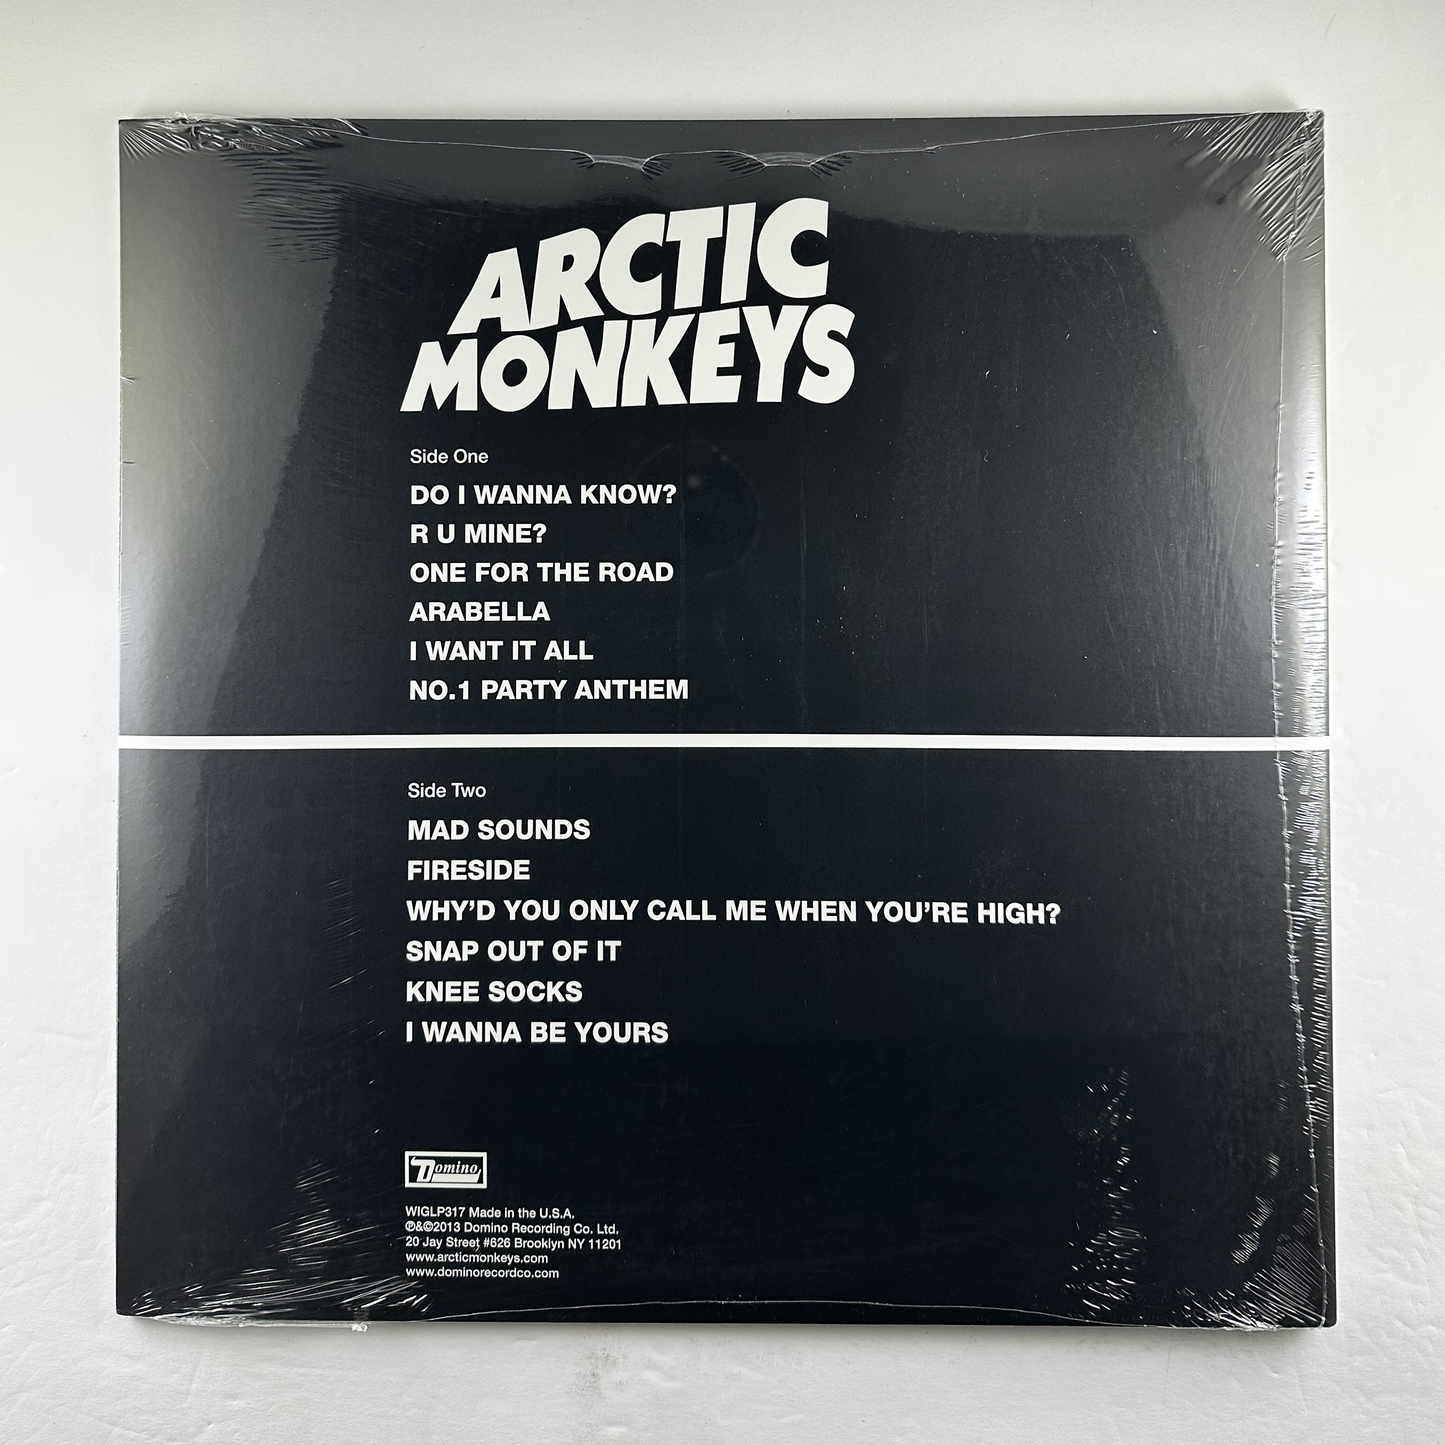 ARCTIC
MONKEYS
Side One
DO I WANNA KNOW?
R U MINE?
ONE FOR THE ROAD
ARABELLA
I WANT IT ALL
NO.1 PARTY ANTHEM
Side Two
MAD SOUNDS
FIRESIDE
WHY’D YOU ONLY CALL ME WHEN YOU’RE HIGH?
SNAP OUT OF IT
KNEE SOCKS
I WANNA BE YOURS
Domino
WIGLP317 Made in the U.S.A.
℗&©2013 Domino Recording Co. Ltd.
20 Jay Street #626 Brooklyn NY 11201
www.arcticmonkeys.com
www.dominorecordco.com